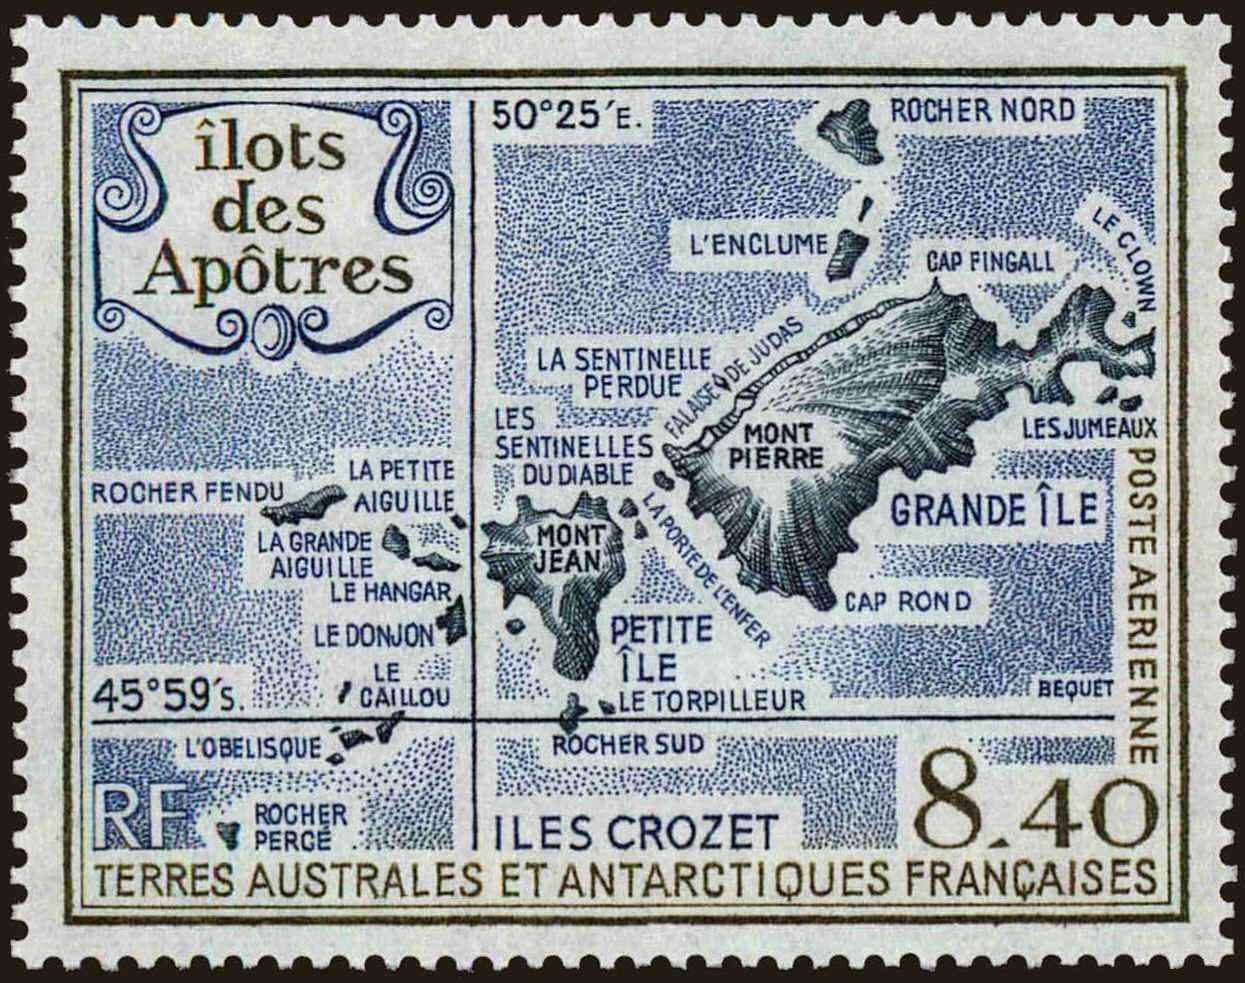 îlots
des
Apôtres
50°25′E.
ROCHER NORD
L'ENCLUME
CAP FINGALL
LE CLOWN
LA SENTINELLE
PERDUE
FALAISE DE JUDAS
LES
SENTINELLES
DU DIABLE
MONT
PIERRE
LES JUMEAUX
ROCHER FENDU
LA PETITE
AIGUILLE
GRANDE ÎLE
LA GRANDE
AIGUILLE
MONT
JEAN
LA PORTE DE L'ENFER
LE HANGAR
CAP ROND
LE DONJON
PETITE
ÎLE
LE
CAILLOU
45°59′S.
LE TORPILLEUR
BEQUET
POSTE AERIENNE
L'OBELISQUE
ROCHER SUD
RF
ROCHER
PERCÉ
ILES CROZET
8.40
TERRES AUSTRALES ET ANTARCTIQUES FRANÇAISES